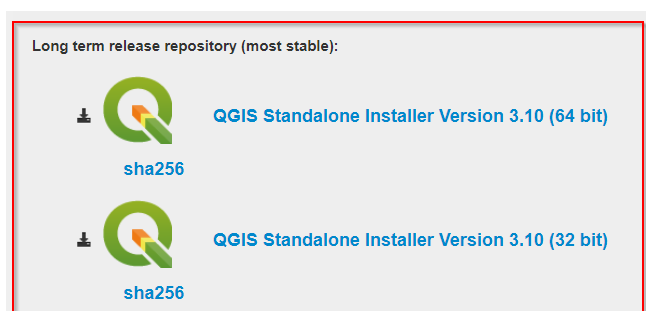 Long term release repository (most stable):
QGIS Standalone Installer Version 3.10 (64 bit)
sha256
QGIS Standalone Installer Version 3.10 (32 bit)
sha256